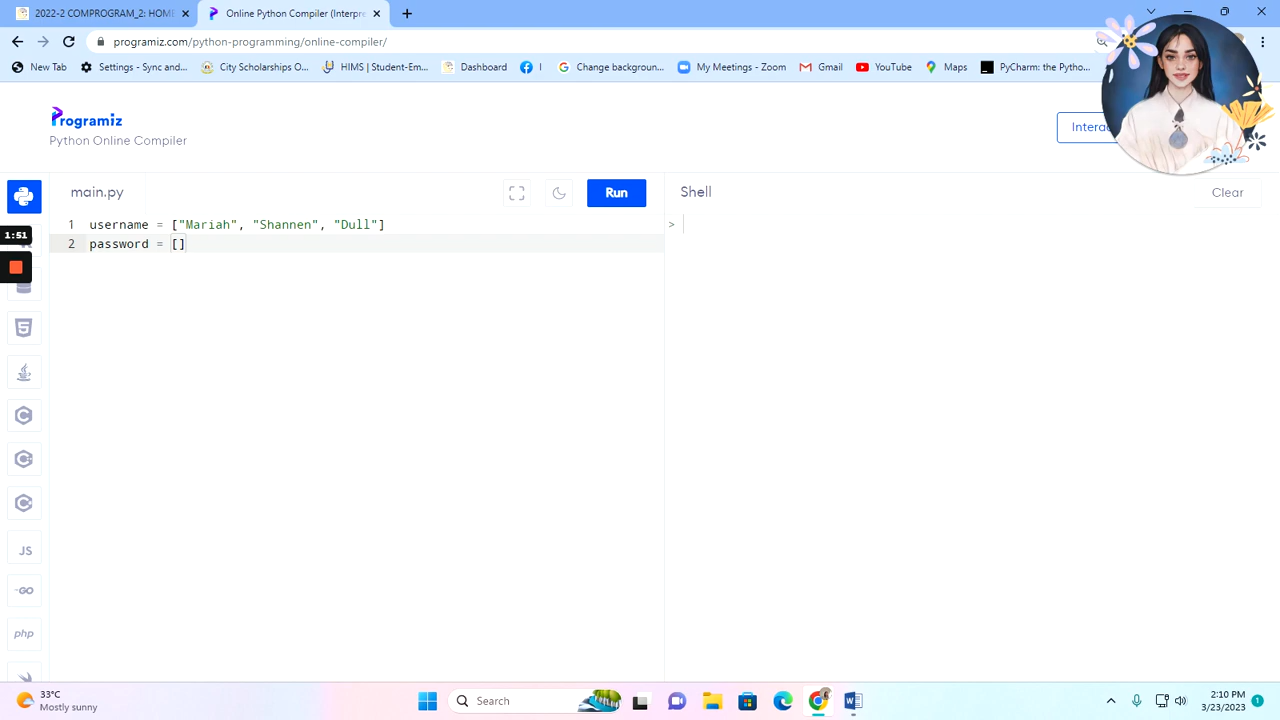 2022-2 COMPROGRAM_2: HOME
Online Python Compiler (Interpre
programiz.com/python-programming/online-compiler/
New Tab
Settings - Sync and...
City Scholarships O...
HIMS | Student-...
Dashboard
Change backgroun...
My Meetings - Zoom
Gmail
YouTube
Maps
PyCharm: the Pytho...
Programiz
Python Online Compiler
main.py
Run
Shell
Clear
1 username = ["Mariah", "Shannen", "Dull"]
>
1:51
2 password = []
JS
GO
php
33°C
Mostly sunny
Search
2:10 PM
3/23/2023
1